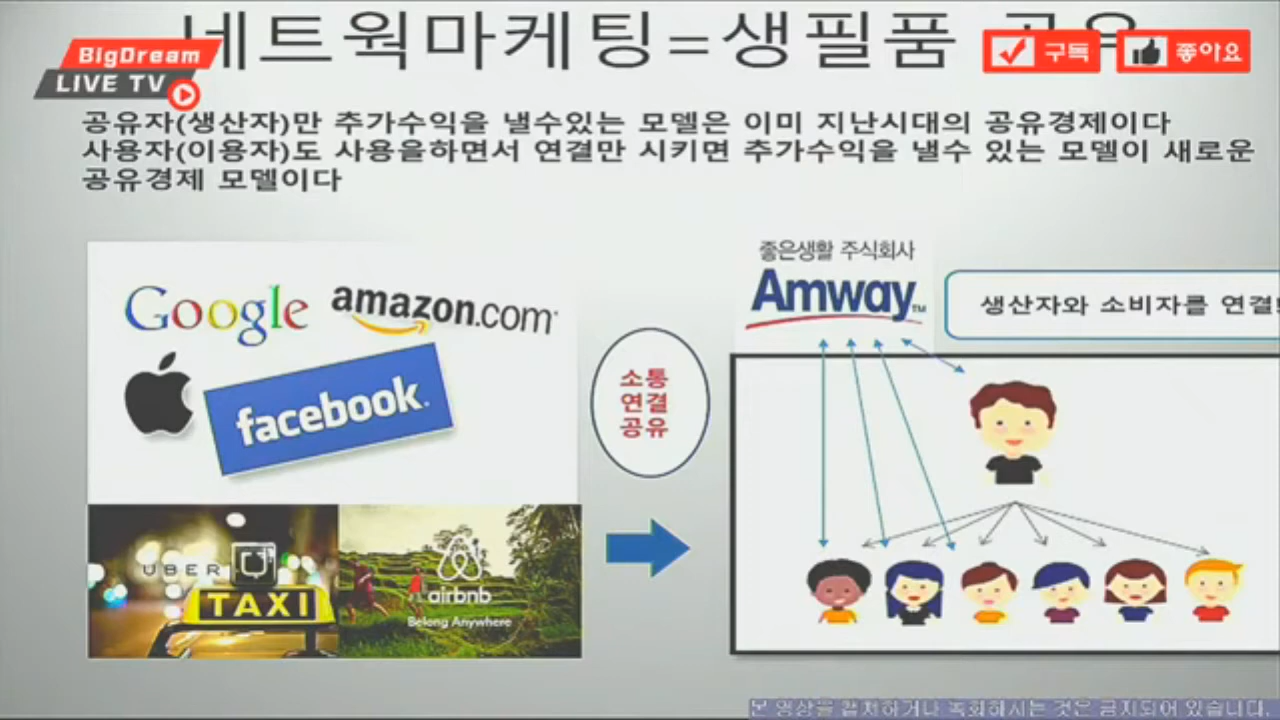 네트웍마케팅=생필품
BigDream
LIVE TV
구독
좋아요
공유자(생산자)만 추가수익을 낼수있는 모델은 이미 지난시대의 공유경제이다
사용자(이용자)도 사용을하면서 연결만 시키면 추가수익을 낼수 있는 모델이 새로운
공유경제 모델이다
Google
amazon.com
facebook.
소통
연결
공유
좋은생활 주식회사
Amway™
생산자와 소비자를 연결
UBER
TAXI
airbnb
Belong Anywhere
본 영상을 캡쳐하거나 녹화하시는 것은 금지되어 있습니다.